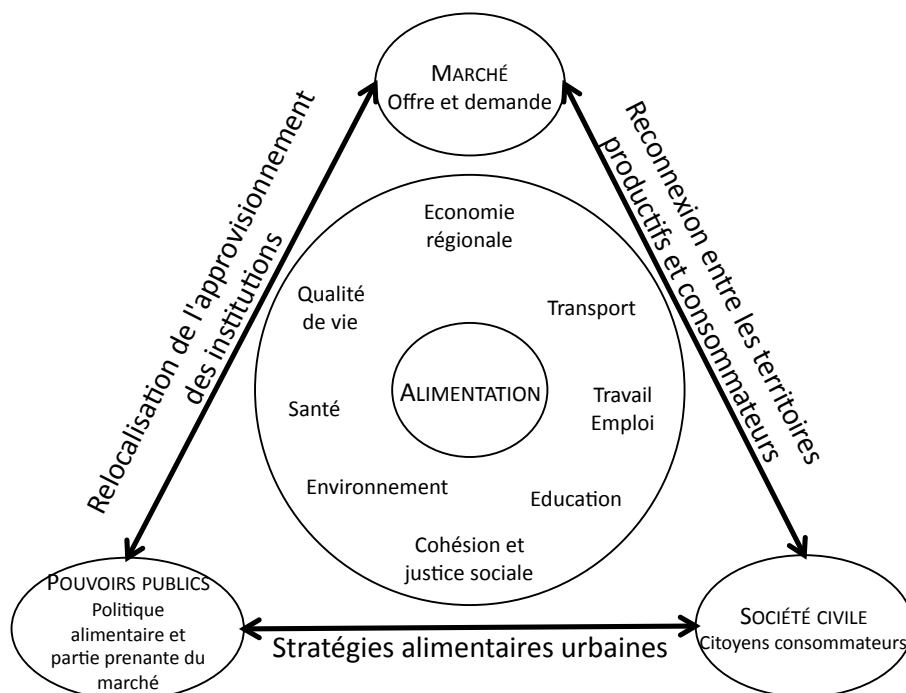 MARCHÉ
Offre et demande
Relocalisation de l'approvisionnement
des institutions
Reconnexion entre les territoires
productifs et consommateurs
Economie
régionale
Qualité
de vie
Transport
ALIMENTATION
Santé
Travail
Emploi
Environnement
Education
Cohésion et
justice sociale
POUVOIRS PUBLICS
Politique
alimentaire et
partie prenante du
marché
Stratégies alimentaires urbaines
SOCIÉTÉ CIVILE
Citoyens consommateurs